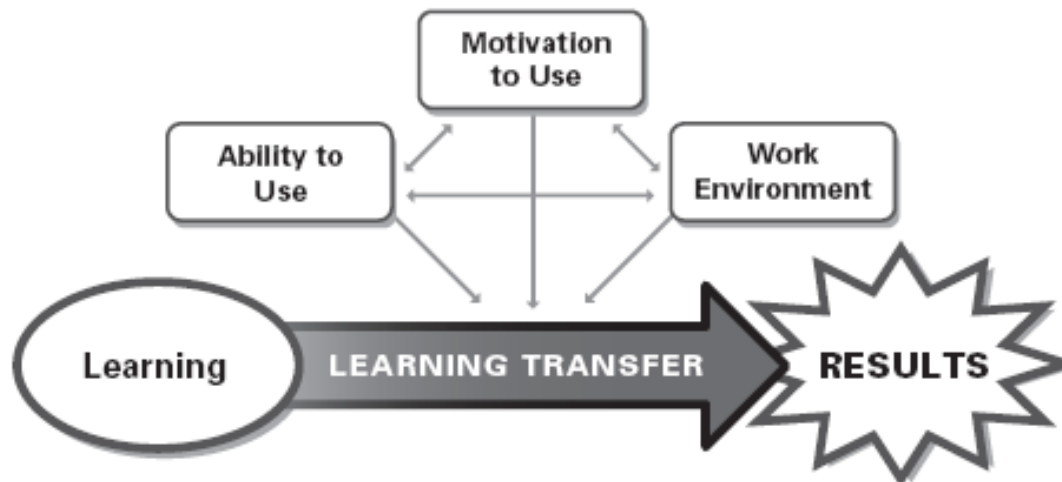 Motivation
to Use
Ability to
Use
Work
Environment
Learning
LEARNING TRANSFER
RESULTS